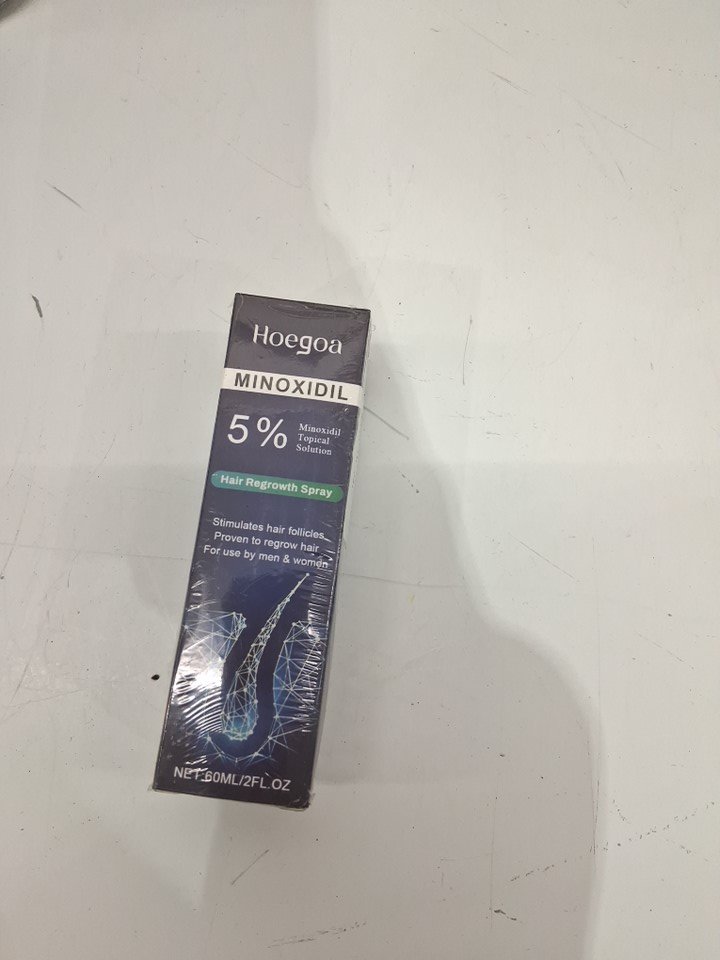 Hoegoa
MINOXIDIL
5%
Minoxidil
Topical
Solution
Hair Regrowth Spray
Stimulates hair follicles
Proven to regrow hair
For use by men & women
NET:60ML/2FL.OZ